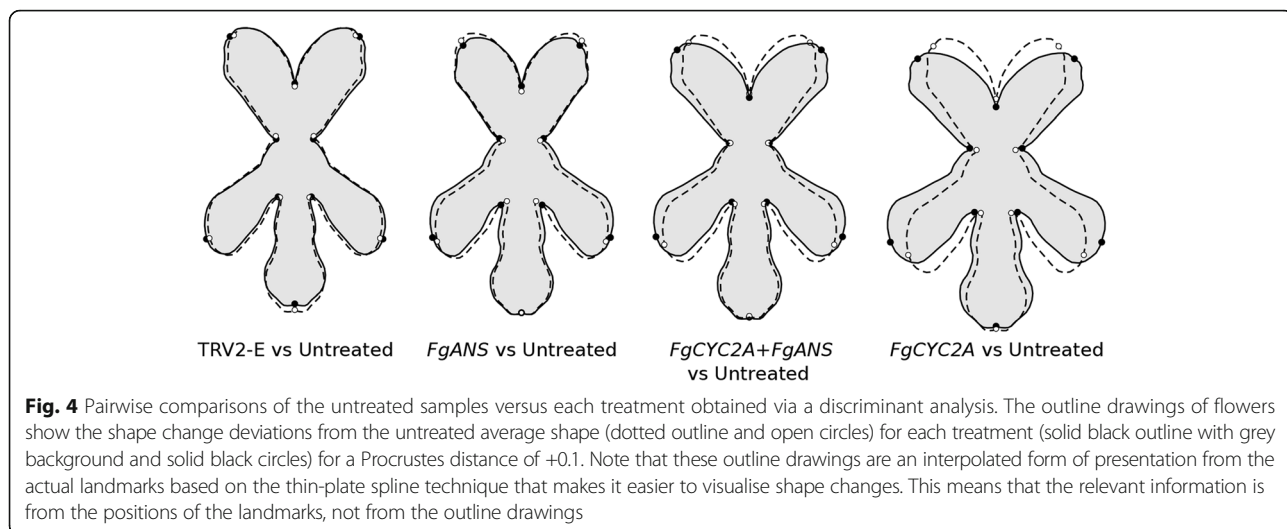 TRV2-E vs Untreated
FgANS vs Untreated
FgCYC2A+FgANS
vs Untreated
FgCYC2A vs Untreated
Fig. 4 Pairwise comparisons of the untreated samples versus each treatment obtained via a discriminant analysis. The outline drawings of flowers
show the shape change deviations from the untreated average shape (dotted outline and open circles) for each treatment (solid black outline with grey
background and solid black circles) for a Procrustes distance of +0.1. Note that these outline drawings are an interpolated form of presentation from the
actual landmarks based on the thin-plate spline technique that makes it easier to visualise shape changes. This means that the relevant information is
from the positions of the landmarks, not from the outline drawings